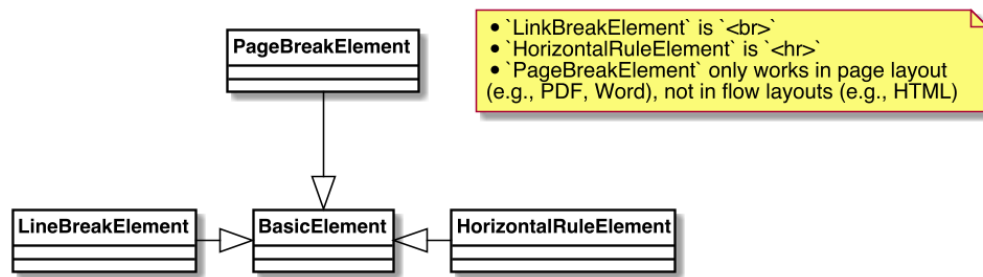 PageBreakElement
• `LinkBreakElement` is `<br>`
• `HorizontalRuleElement` is `<hr>`
• `PageBreakElement` only works in page layout
(e.g., PDF, Word), not in flow layouts (e.g., HTML)
LineBreakElement
BasicElement
HorizontalRuleElement